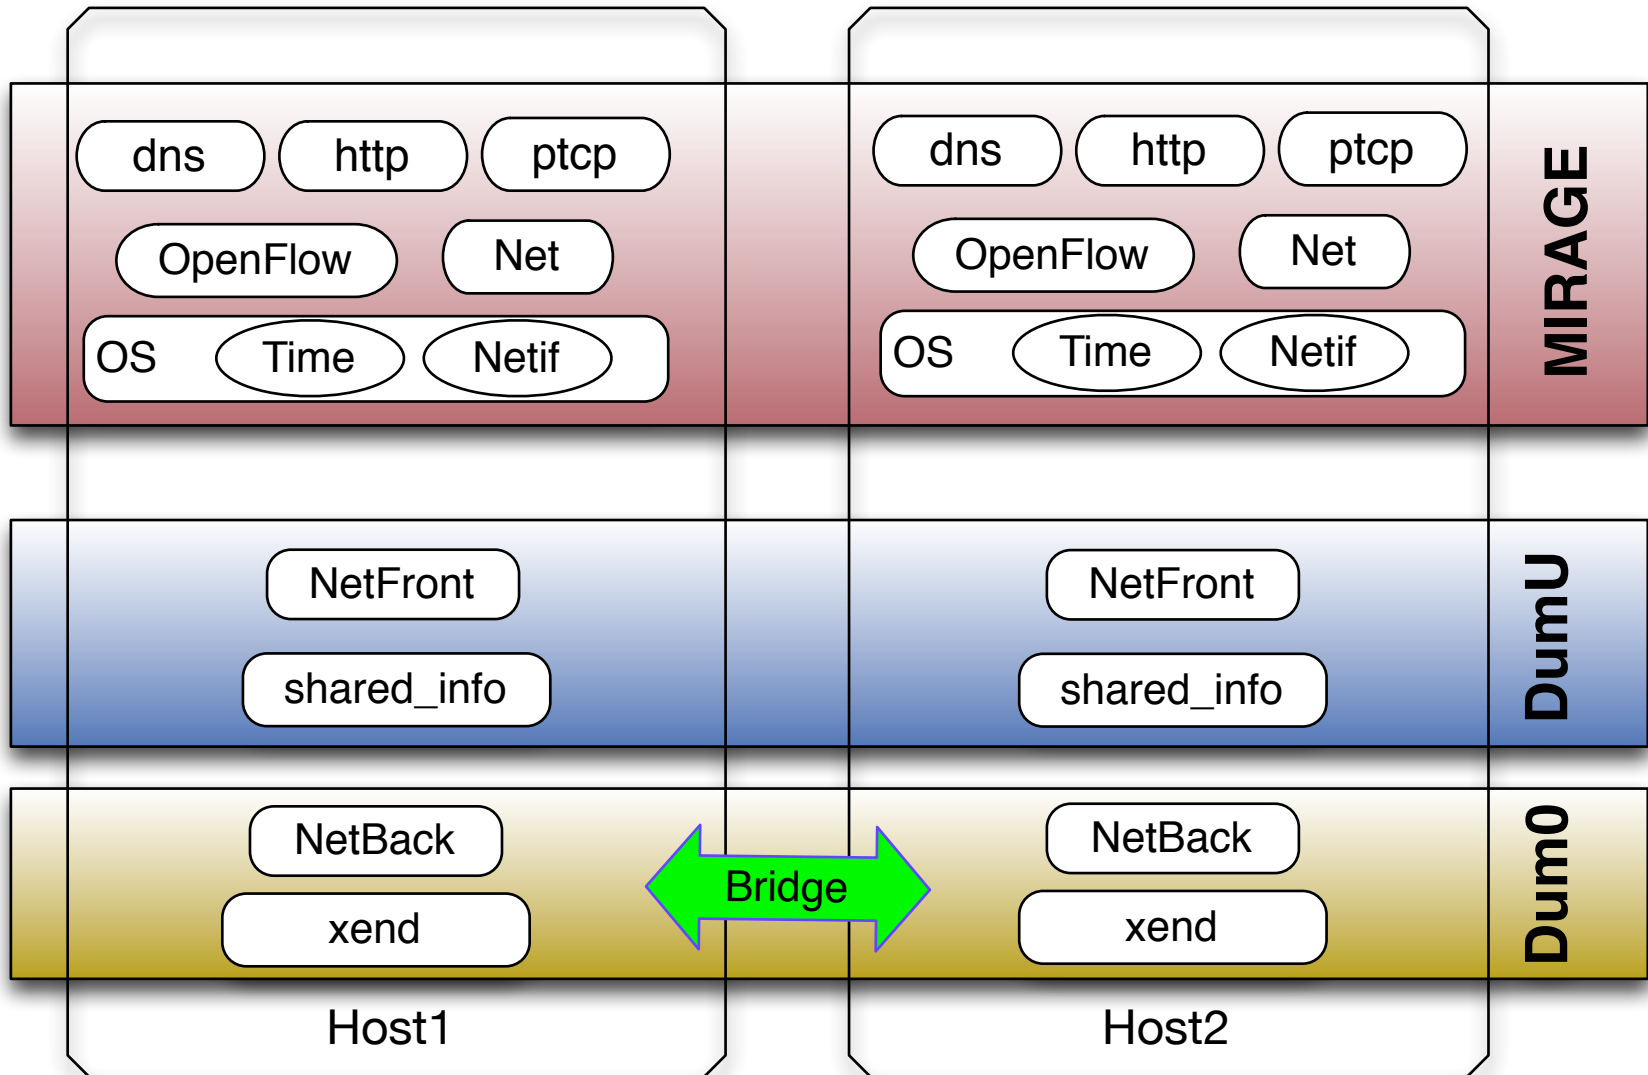 dns http ptcp
dns http ptcp
OpenFlow Net
OpenFlow Net
OS Time Netif
OS Time Netif
MIRAGE
NetFront
NetFront
shared_info
shared_info
DumU
NetBack
NetBack
Bridge
xend
xend
Dum0
Host1
Host2